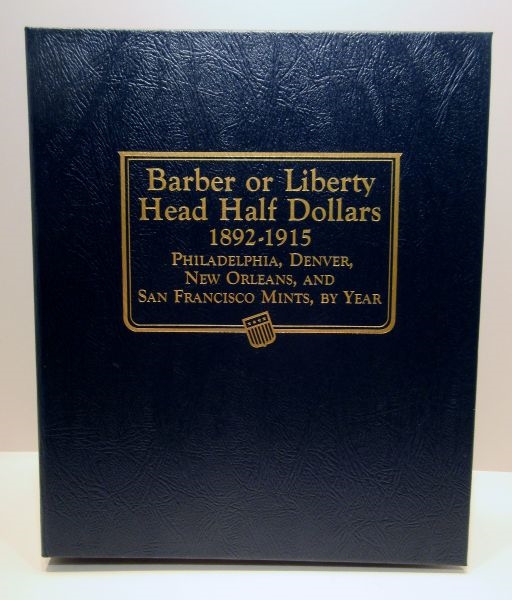 Barber or Liberty
Head Half Dollars
1892-1915
Philadelphia, Denver,
New Orleans, and
San Francisco Mints, by Year